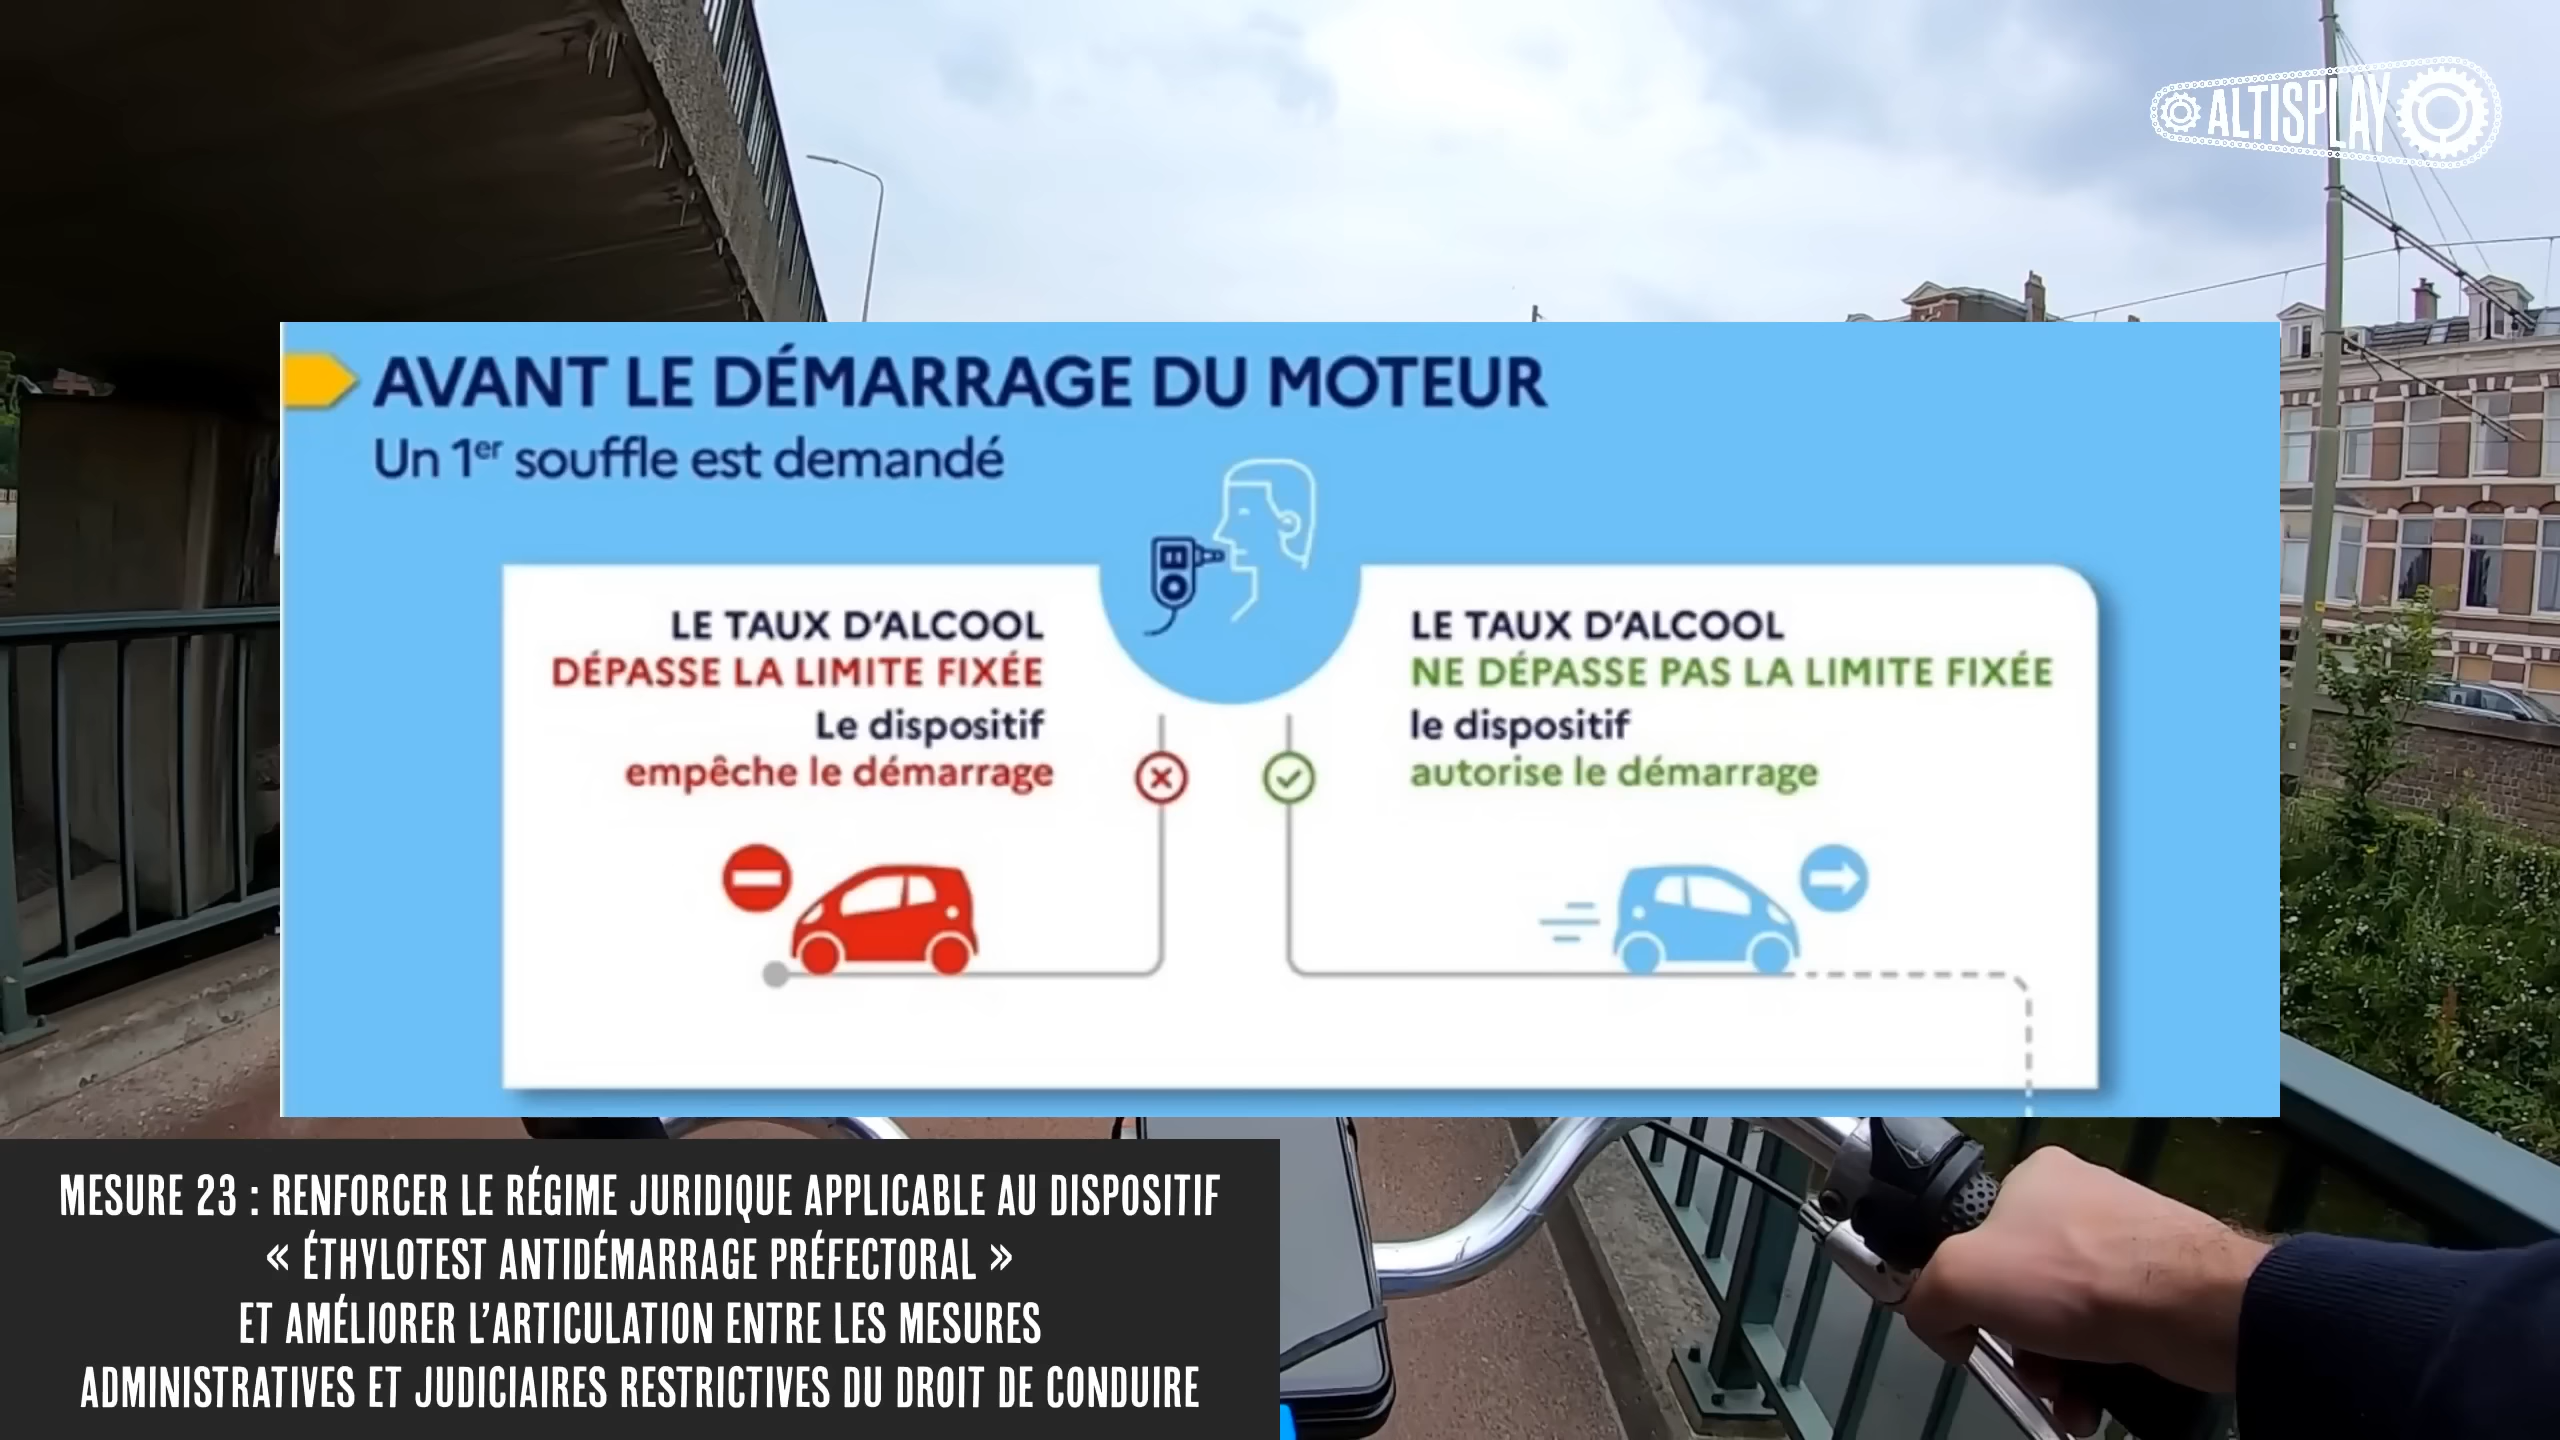 ALTISPLAY
AVANT LE DÉMARRAGE DU MOTEUR
Un 1er souffle est demandé
LE TAUX D'ALCOOL
DÉPASSE LA LIMITE FIXÉE
Le dispositif
empêche le démarrage
LE TAUX D'ALCOOL
NE DÉPASSE PAS LA LIMITE FIXÉE
le dispositif
autorise le démarrage
MESURE 23 : RENFORCER LE RÉGIME JURIDIQUE APPLICABLE AU DISPOSITIF
« ÉTHYLOTEST ANTIDÉMARRAGE PRÉFECTORAL »
ET AMÉLIORER L'ARTICULATION ENTRE LES MESURES
ADMINISTRATIVES ET JUDICIAIRES RESTRICTIVES DU DROIT DE CONDUIRE